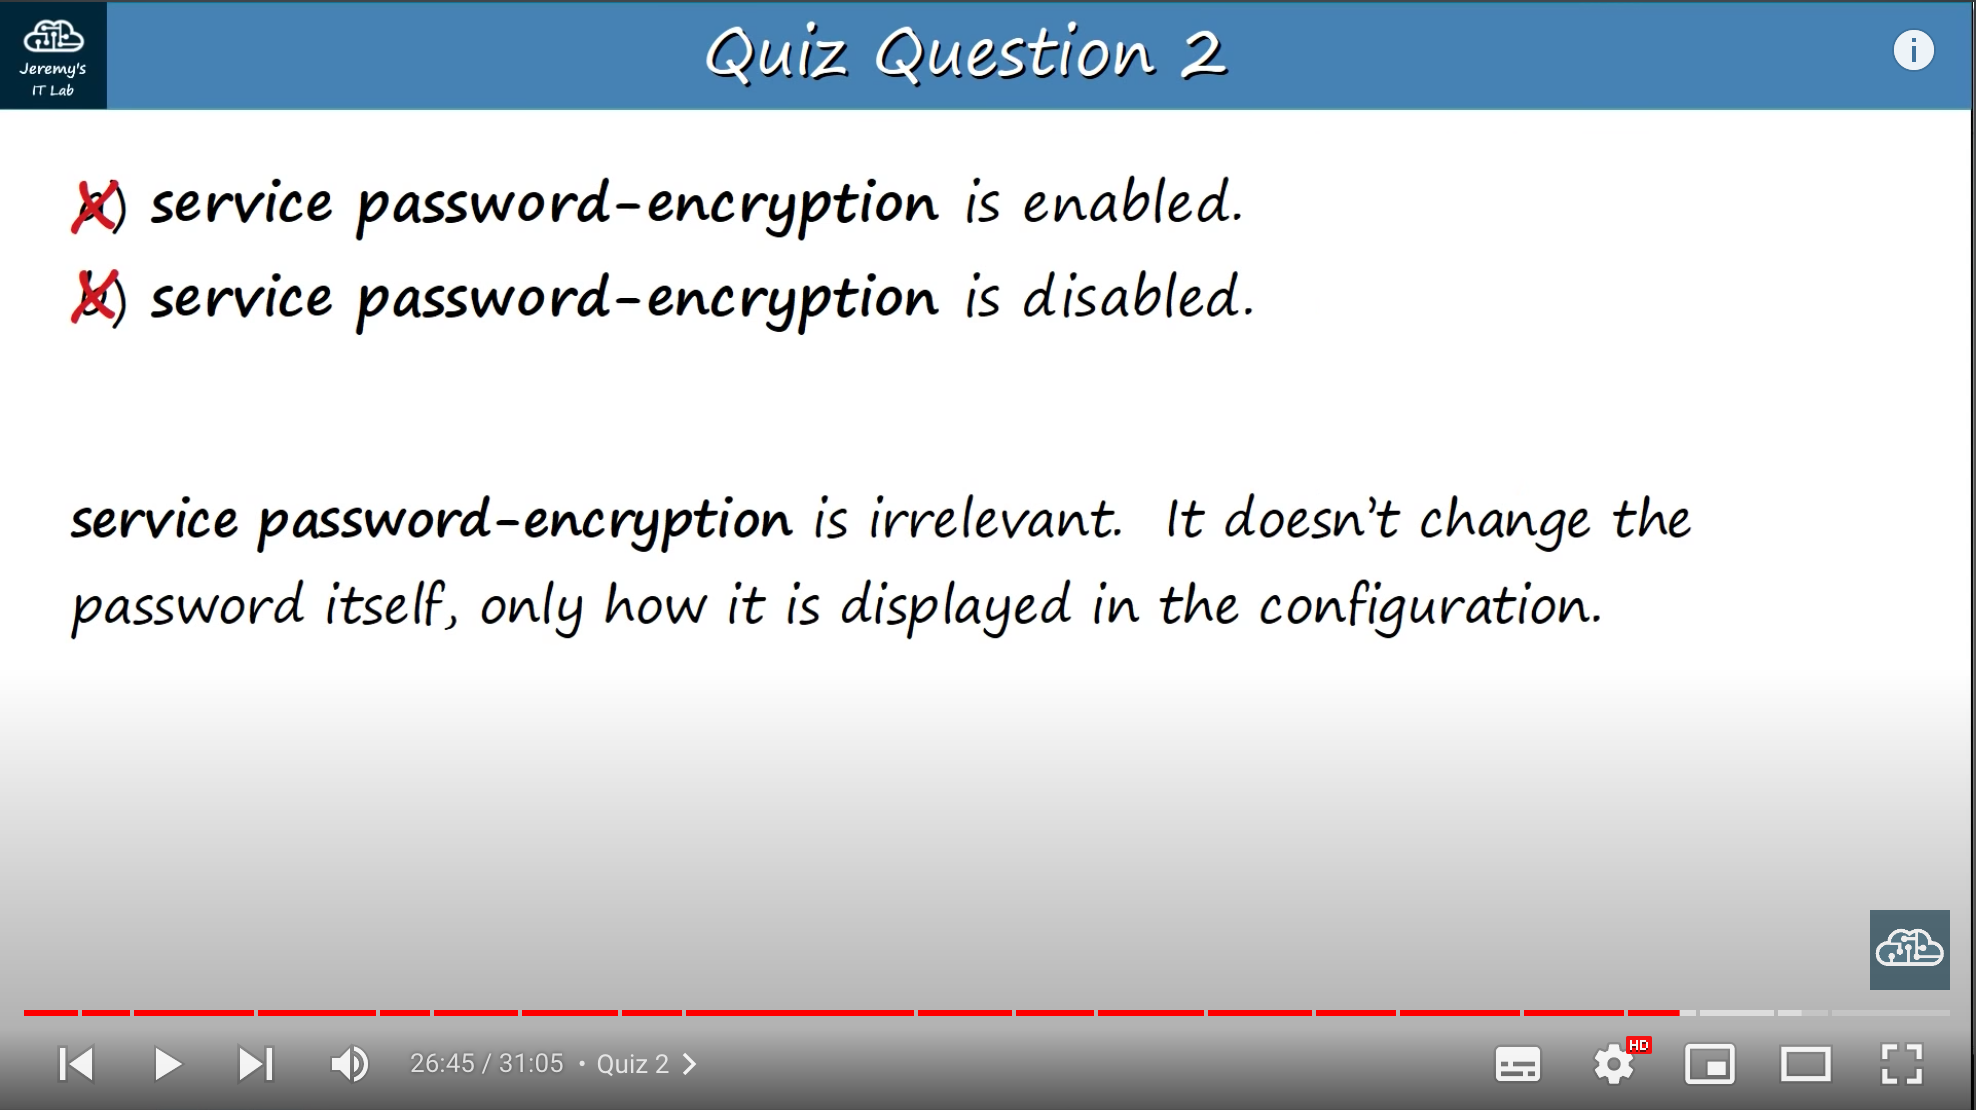 Jeremy's
IT Lab
Quiz Question 2
a) service password-encryption is enabled.
b) service password-encryption is disabled.
service password-encryption is irrelevant. It doesn't change the
password itself, only how it is displayed in the configuration.
26:45 / 31:05 • Quiz 2
HD